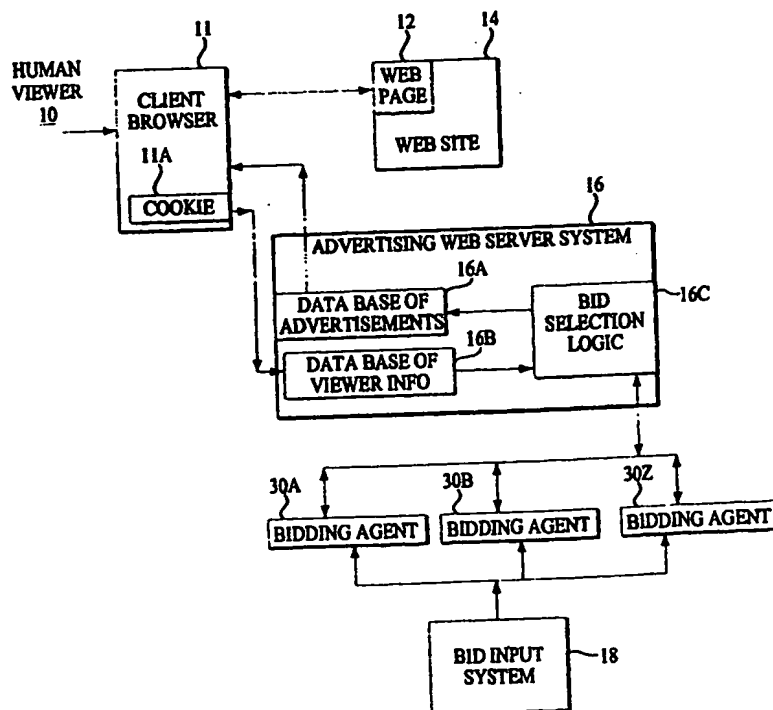 11
12
14
HUMAN
VIEWER
10
CLIENT
BROWSER
WEB
PAGE
WEB SITE
11A
COOKIE
16
ADVERTISING WEB SERVER SYSTEM
16A
DATA BASE OF
ADVERTISEMENTS
BID
SELECTION
LOGIC
16C
16B
DATA BASE OF
VIEWER INFO
30A
30B
30Z
BIDDING AGENT
BIDDING AGENT
BIDDING AGENT
BID INPUT
SYSTEM
18